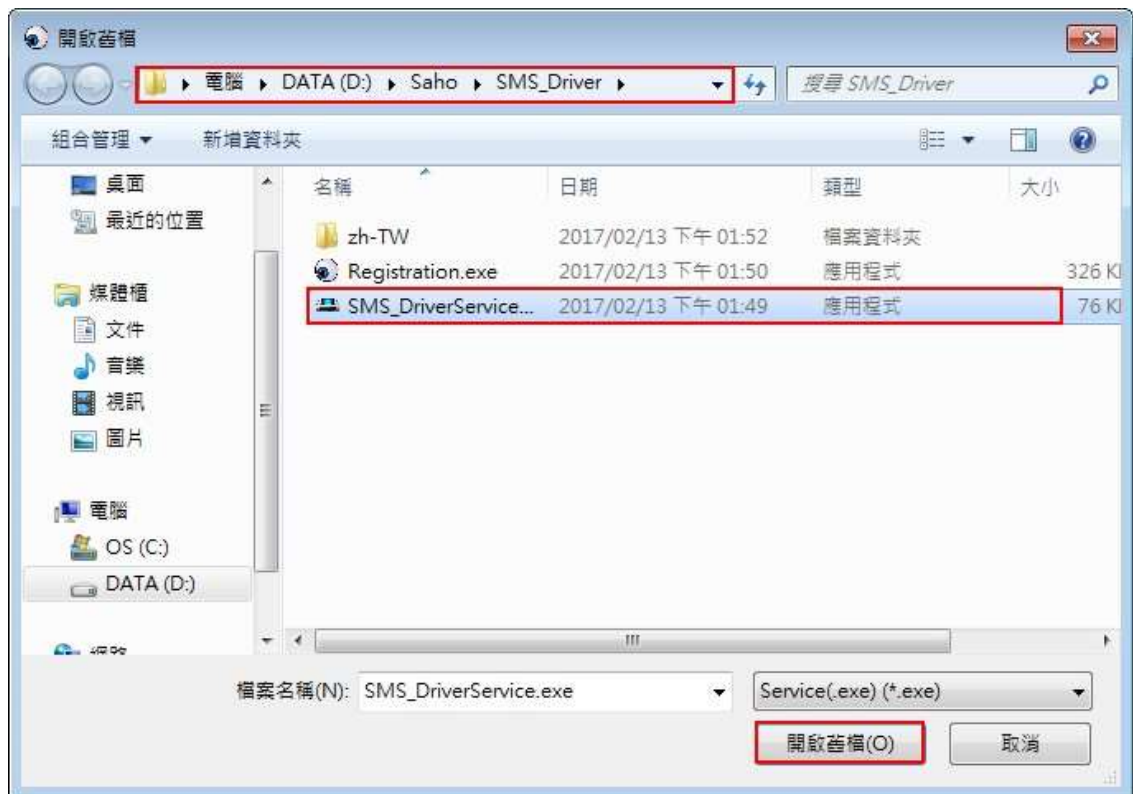 開啟舊檔
電腦 ▸ DATA (D:) ▸ Saho ▸ SMS_Driver ▸
搜尋 SMS_Driver
組合管理 新增資料夾
桌面
最近的位置
媒體櫃
文件
音樂
視訊
圖片
電腦
OS (C:)
DATA (D:)
網路
名稱 日期 類型 大小
zh-TW 2017/02/13 下午 01:52 檔案資料夾
Registration.exe 2017/02/13 下午 01:50 應用程式 326 K
SMS_DriverService... 2017/02/13 下午 01:49 應用程式 76 K
檔案名稱(N): SMS_DriverService.exe Service(.exe) (*.exe)
開啟舊檔(O) 取消